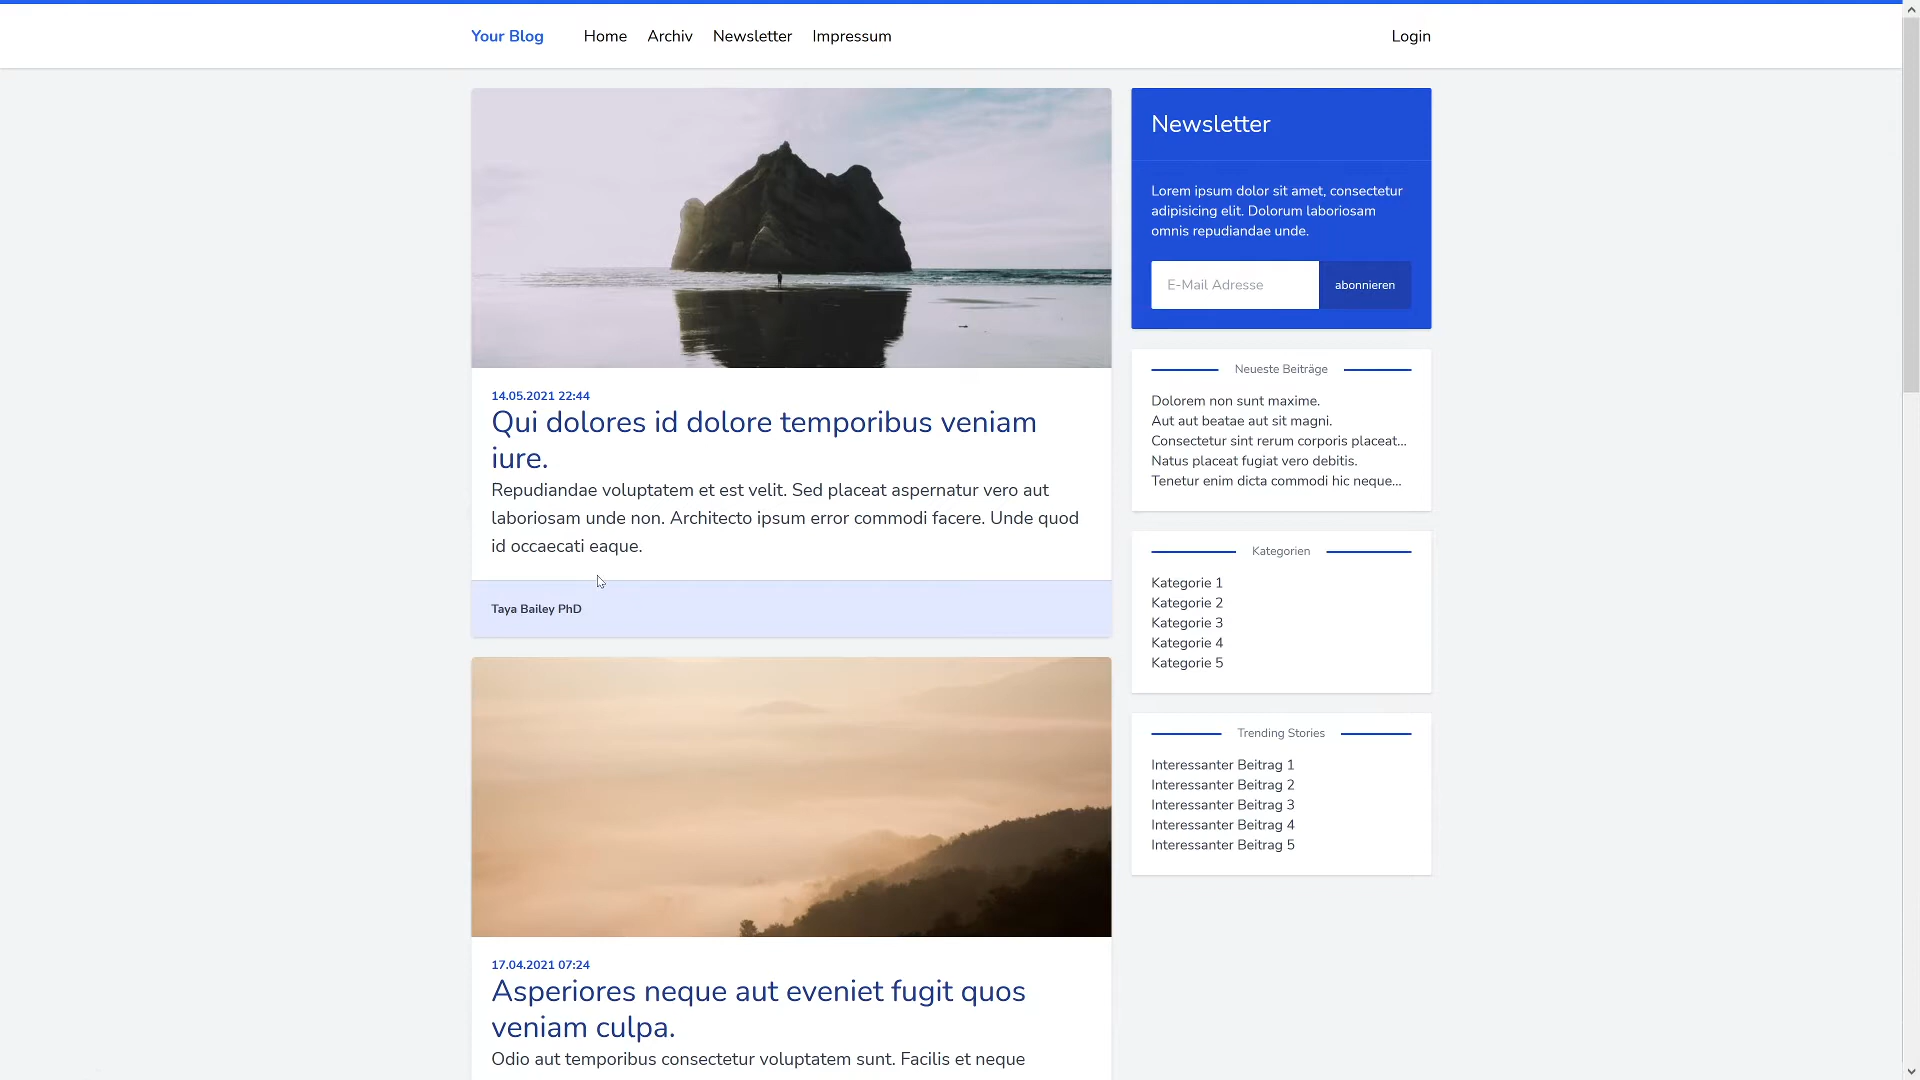 Your Blog Home Archiv Newsletter Impressum Login
14.05.2021 22:44
Qui dolores id dolore temporibus veniam
iure.
Repudiandae voluptatem et est velit. Sed placeat aspernatur vero aut
laboriosam unde non. Architecto ipsum error commodi facere. Unde quod
id occaecati eaque.
Taya Bailey PhD
17.04.2021 07:24
Asperiores neque aut eveniet fugit quos
veniam culpa.
Odio aut temporibus consectetur voluptatem sunt. Facilis et neque
Newsletter
Lorem ipsum dolor sit amet, consectetur
adipisicing elit. Dolorum laboriosam
omnis repudiandae unde.
E-Mail Adresse abonnieren
Neueste Beiträge
Dolorem non sunt maxime.
Aut aut beatae aut sit magni.
Consectetur sint rerum corporis placeat...
Natus placeat fugiat vero debitis.
Tenetur enim dicta commodi hic neque...
Kategorien
Kategorie 1
Kategorie 2
Kategorie 3
Kategorie 4
Kategorie 5
Trending Stories
Interessanter Beitrag 1
Interessanter Beitrag 2
Interessanter Beitrag 3
Interessanter Beitrag 4
Interessanter Beitrag 5